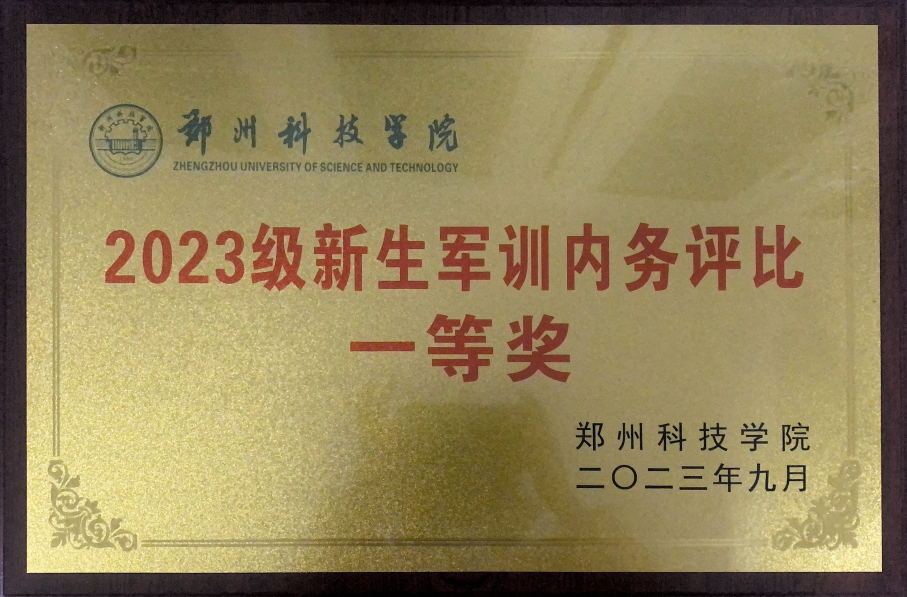 郑州科技学院
ZHENGZHOU UNIVERSITY OF SCIENCE AND TECHNOLOGY
2023级新生军训内务评比
一等奖
郑州科技学院
二〇二三年九月